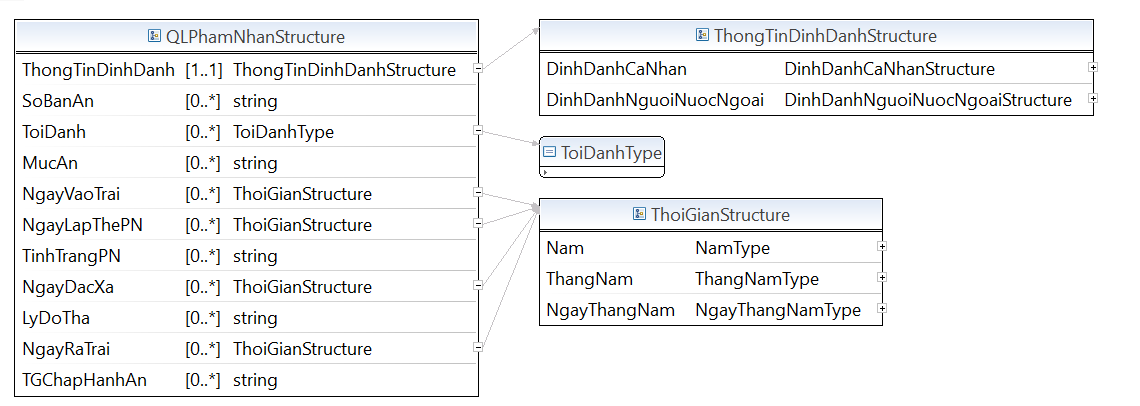 QLPhamNhanStructure
ThongTinDinhDanh [1..1] ThongTinDinhDanhStructure
SoBanAn [0..*] string
ToiDanh [0..*] ToiDanhType
MucAn [0..*] string
NgayVaoTrai [0..*] ThoiGianStructure
NgayLapThePN [0..*] ThoiGianStructure
TinhTrangPN [0..*] string
NgayDacXa [0..*] ThoiGianStructure
LyDoTha [0..*] string
NgayRaTrai [0..*] ThoiGianStructure
TGChapHanhAn [0..*] string
ThongTinDinhDanhStructure
DinhDanhCaNhan DinhDanhCaNhanStructure
DinhDanhNguoiNuocNgoai DinhDanhNguoiNuocNgoaiStructure
ToiDanhType
ThoiGianStructure
Nam NamType
ThangNam ThangNamType
NgayThangNam NgayThangNamType